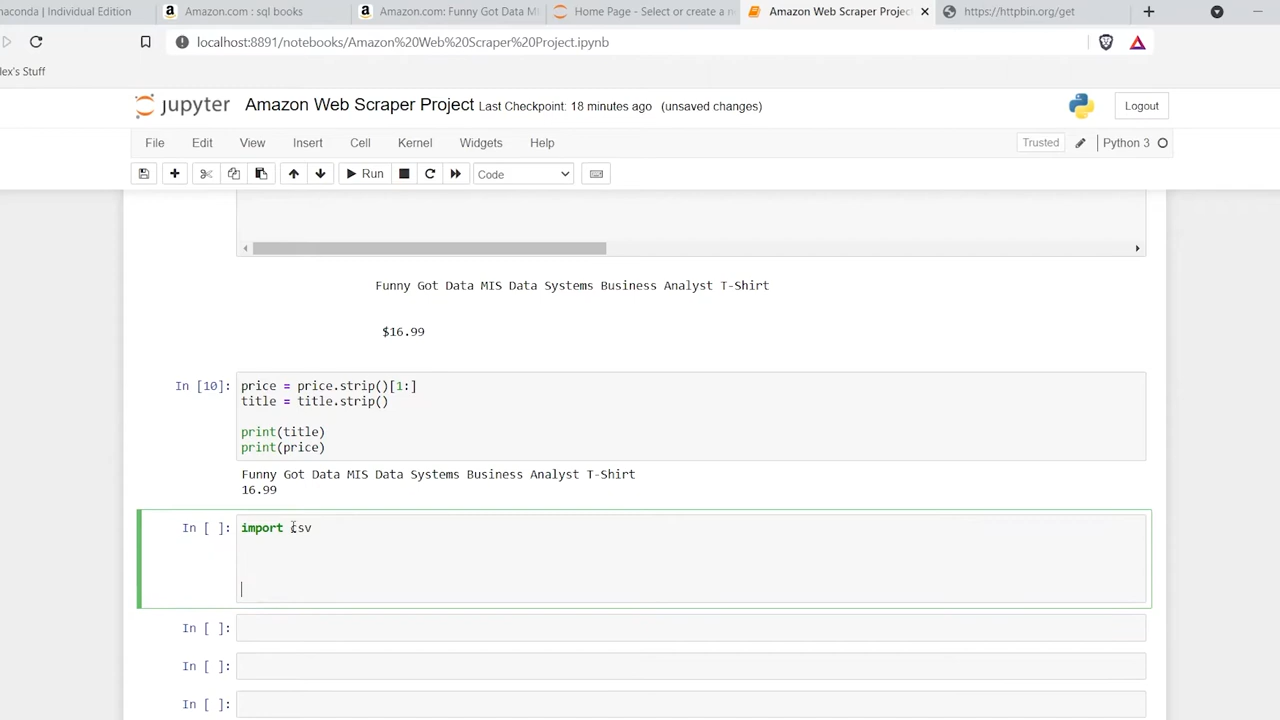 naconda | Individual Edition
Amazon.com : sql books
Amazon.com: Funny Got Data M
Home Page - Select or create a n
Amazon Web Scraper Project
https://httpbin.org/get
localhost:8891/notebooks/Amazon%20Web%20Scraper%20Project.ipynb
lex's Stuff
jupyter Amazon Web Scraper Project Last Checkpoint: 18 minutes ago (unsaved changes)
Logout
File Edit View Insert Cell Kernel Widgets Help
Trusted
Python 3
Run
Code
Funny Got Data MIS Data Systems Business Analyst T-Shirt
$16.99
In [10]: price = price.strip()[1:]
title = title.strip()
print(title)
print(price)
Funny Got Data MIS Data Systems Business Analyst T-Shirt
16.99
In [ ]: import csv
In [ ]:
In [ ]:
In [ ]: